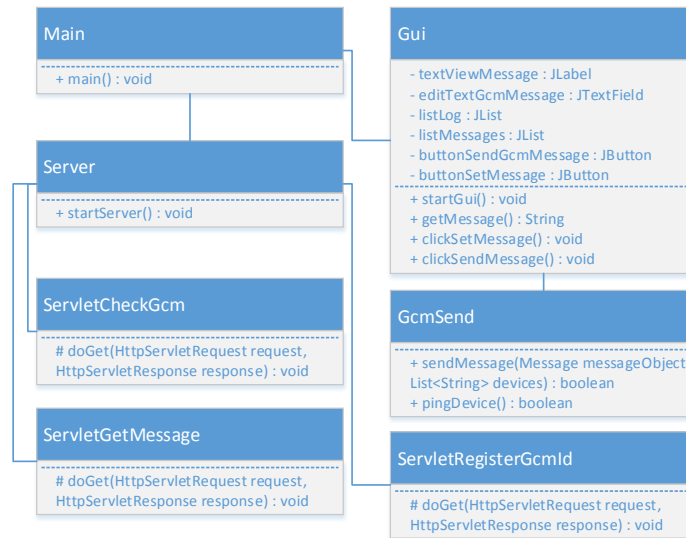 Main
+ main() : void
Server
+ startServer() : void
ServletCheckGcm
# doGet(HttpServletRequest request,
HttpServletResponse response) : void
ServletGetMessage
# doGet(HttpServletRequest request,
HttpServletResponse response) : void
Gui
- textViewMessage : JLabel
- editTextGcmMessage : JTextField
- listLog : JList
- listMessages : JList
- buttonSendGcmMessage : JButton
- buttonSetMessage : JButton
+ startGui() : void
+ getMessage() : String
+ clickSetMessage() : void
+ clickSendMessage() : void
GcmSend
+ sendMessage(Message messageObject
List<String> devices) : boolean
+ pingDevice() : boolean
ServletRegisterGcmId
# doGet(HttpServletRequest request,
HttpServletResponse response) : void